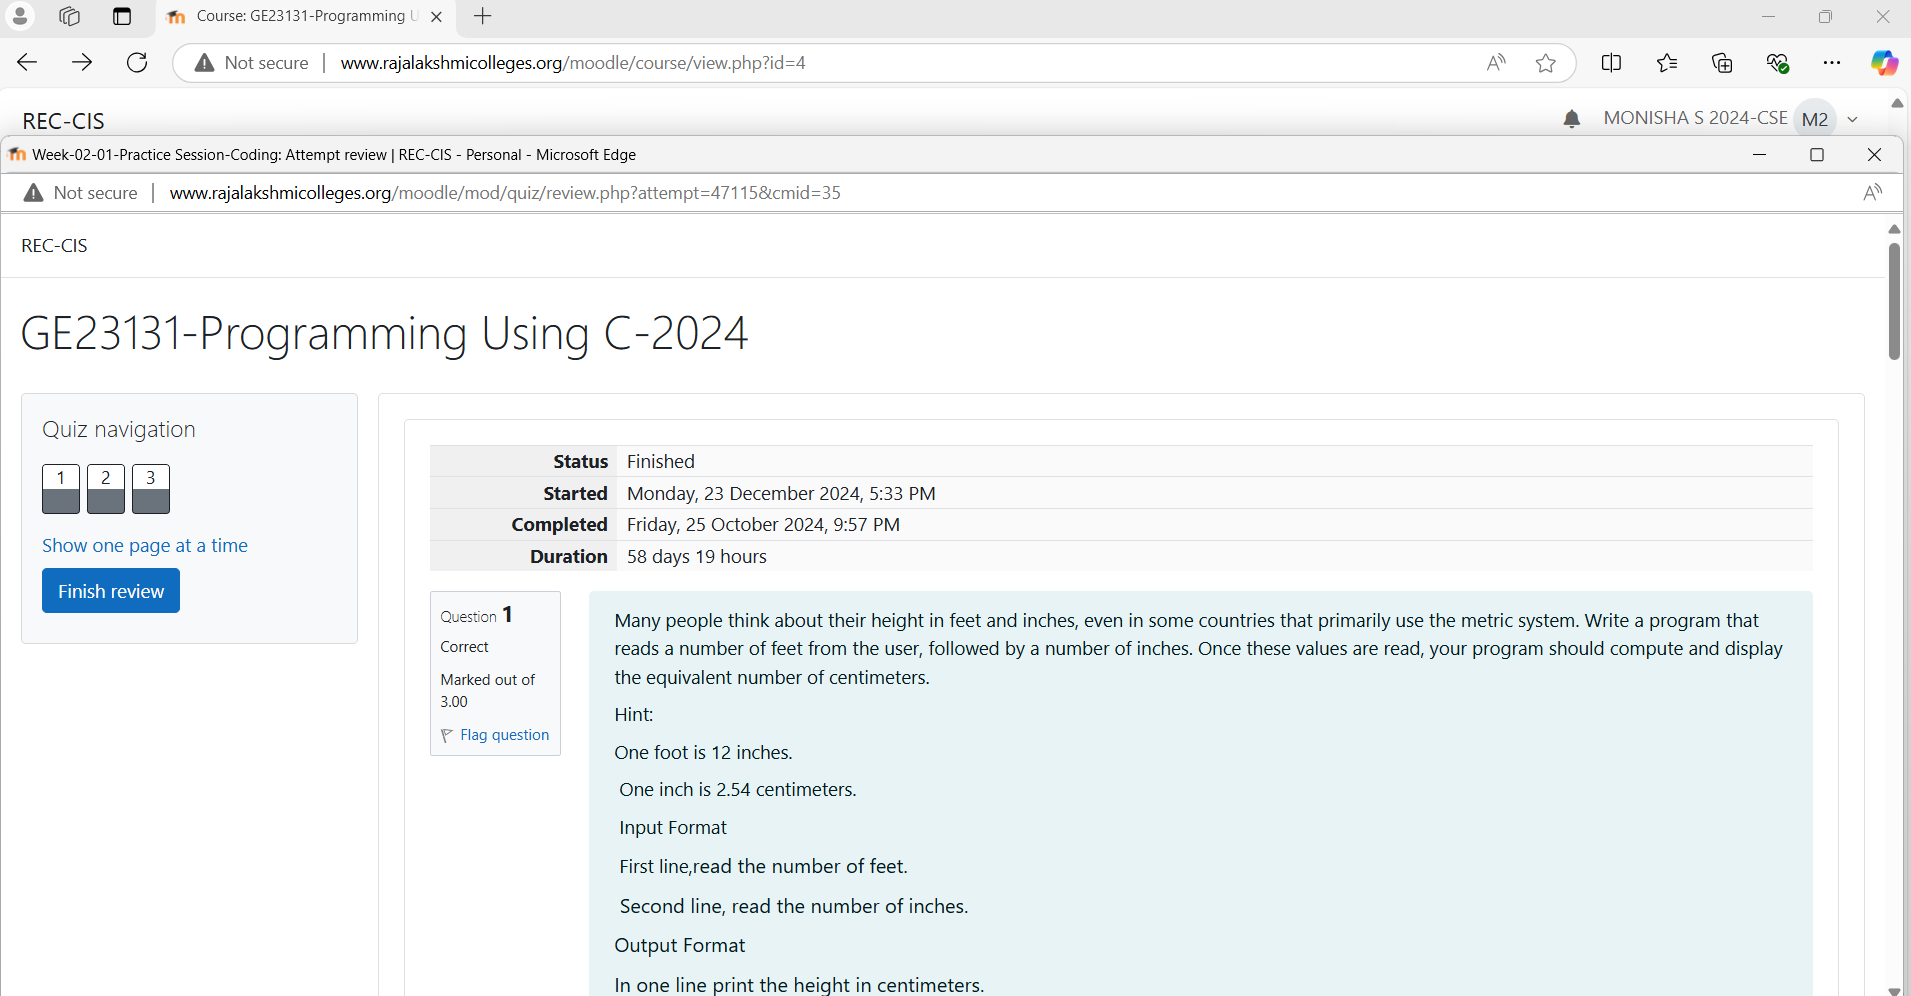 Course: GE23131-Programming U
Not secure
www.rajalakshmicolleges.org/moodle/course/view.php?id=4
REC-CIS
MONISHA S 2024-CSE
M2
Week-02-01-Practice Session-Coding: Attempt review | REC-CIS - Personal - Microsoft Edge
Not secure
www.rajalakshmicolleges.org/moodle/mod/quiz/review.php?attempt=47115&cmid=35
REC-CIS
GE23131-Programming Using C-2024
Quiz navigation
1 2 3
Show one page at a time
Finish review
Status Finished
Started Monday, 23 December 2024, 5:33 PM
Completed Friday, 25 October 2024, 9:57 PM
Duration 58 days 19 hours
Question 1
Correct
Marked out of
3.00
Flag question
Many people think about their height in feet and inches, even in some countries that primarily use the metric system. Write a program that
reads a number of feet from the user, followed by a number of inches. Once these values are read, your program should compute and display
the equivalent number of centimeters.
Hint:
One foot is 12 inches.
One inch is 2.54 centimeters.
Input Format
First line,read the number of feet.
Second line, read the number of inches.
Output Format
In one line print the height in centimeters.